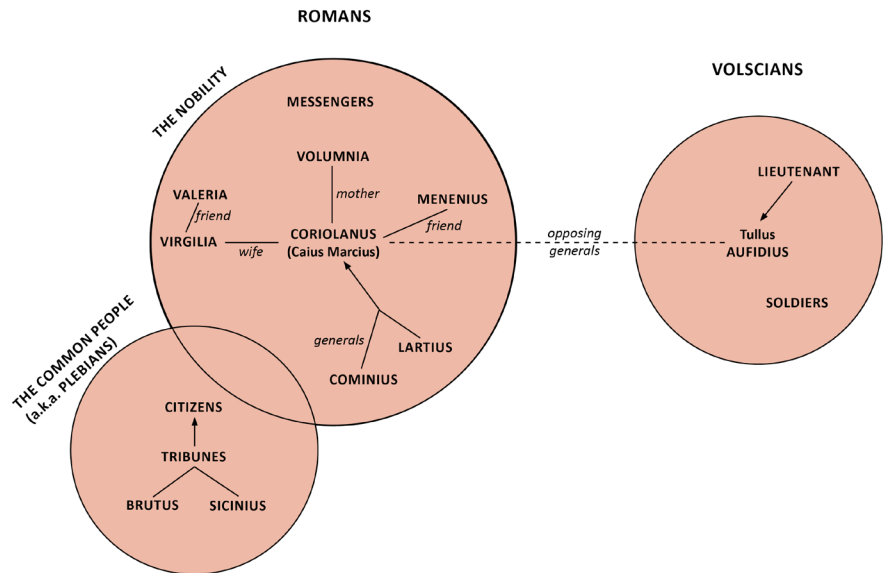 ROMANS
THE NOBILITY
MESSENGERS
VOLUMNIA
mother
VALERIA
friend
VIRGILIA
wife
CORIOLANUS
(Caius Marcius)
MENENIUS
friend
generals
LARTIUS
COMINIUS
opposing
generals
VOLSCIANS
LIEUTENANT
Tullus
AUFIDIUS
SOLDIERS
THE COMMON PEOPLE
(a.k.a. PLEBIANS)
CITIZENS
TRIBUNES
BRUTUS
SICINIUS